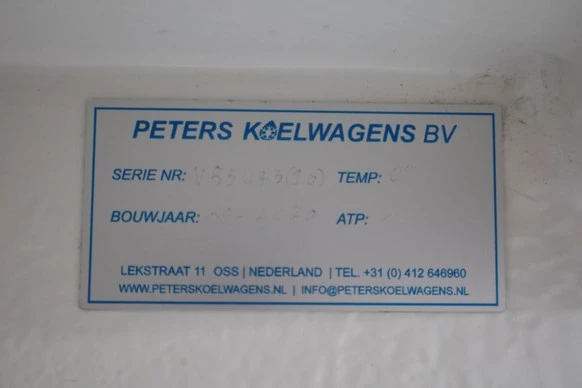 PETERS KOELWAGENS BV
SERIE NR: TEMP:
BOUWJAAR: ATP:
LEKSTRAAT 11 OSS | NEDERLAND | TEL. +31 (0) 412 646960
WWW.PETERSKOELWAGENS.NL | INFO@PETERSKOELWAGENS.NL